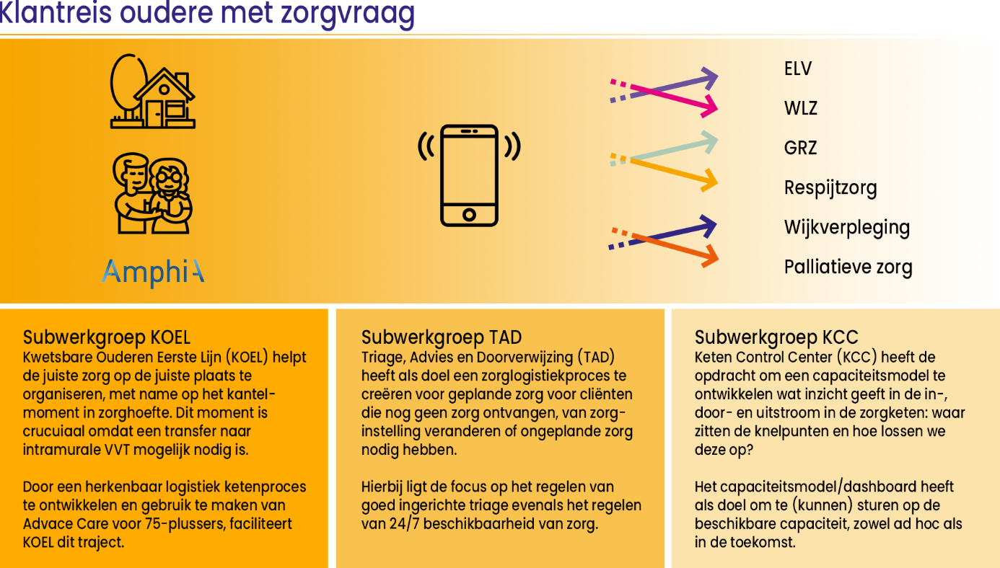 Klantreis oudere met zorgvraag
ELV
WLZ
GRZ
Respijtzorg
Wijkverpleging
Palliatieve zorg
Amphia
Subwerkgroep KOEL
Kwetsbare Ouderen Eerste Lijn (KOEL) helpt
de juiste zorg op de juiste plaats te
organiseren, met name op het kantel-
moment in zorghoefte. Dit moment is
crucuiaal omdat een transfer naar
intramurale VVT mogelijk nodig is.
Door een herkenbaar logistiek ketenproces
te ontwikkelen en gebruik te maken van
Advace Care voor 75-plussers, faciliteert
KOEL dit traject.
Subwerkgroep TAD
Triage, Advies en Doorverwijzing (TAD)
heeft als doel een zorglogistiekproces te
creëren voor geplande zorg voor cliënten
die nog geen zorg ontvangen, van zorg-
instelling veranderen of ongeplande zorg
nodig hebben.
Hierbij ligt de focus op het regelen van
goed ingerichte triage evenals het regelen
van 24/7 beschikbaarheid van zorg.
Subwerkgroep KCC
Keten Control Center (KCC) heeft de
opdracht om een capaciteitsmodel te
ontwikkelen wat inzicht geeft in de in-,
door- en uitstroom in de zorgketen: waar
zitten de knelpunten en hoe lossen we
deze op?
Het capaciteitsmodel/dashboard heeft
als doel om te (kunnen) sturen op de
beschikbare capaciteit, zowel ad hoc als
in de toekomst.